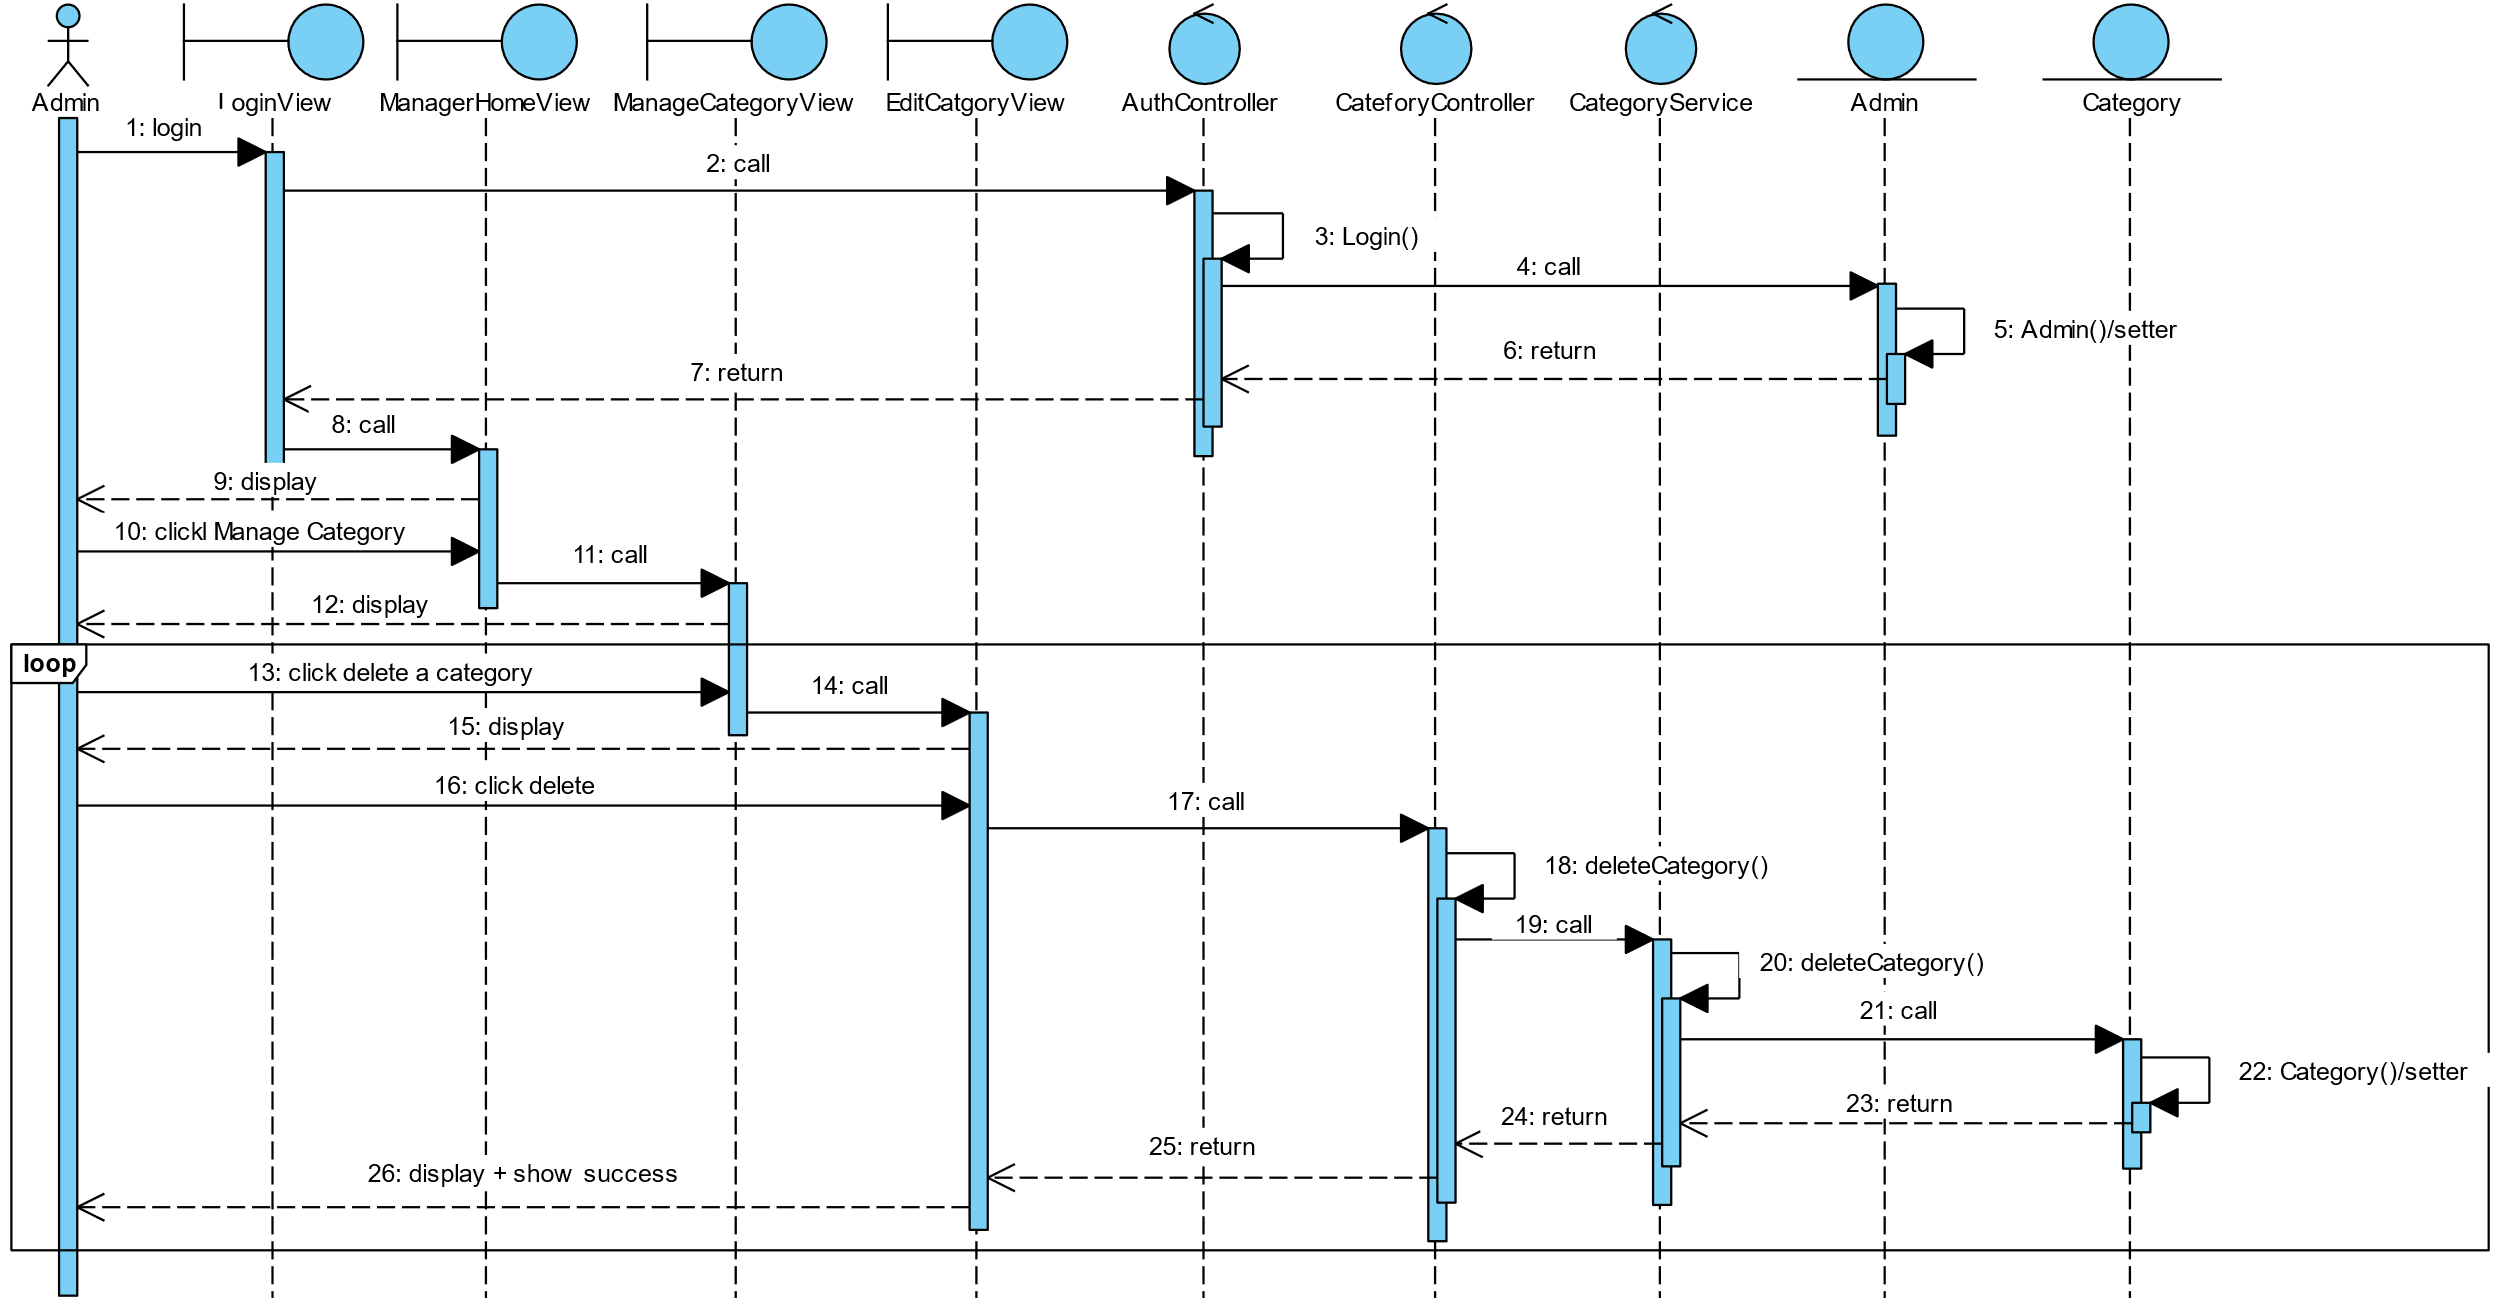 Admin
LoginView
ManagerHomeView
ManageCategoryView
EditCatgoryView
AuthController
CateforyController
CategoryService
Admin
Category
1: login
2: call
3: Login()
4: call
5: Admin()/setter
6: return
7: return
8: call
9: display
10: clickl Manage Category
11: call
12: display
loop
13: click delete a category
14: call
15: display
16: click delete
17: call
18: deleteCategory()
19: call
20: deleteCategory()
21: call
22: Category()/setter
23: return
24: return
25: return
26: display + show  success